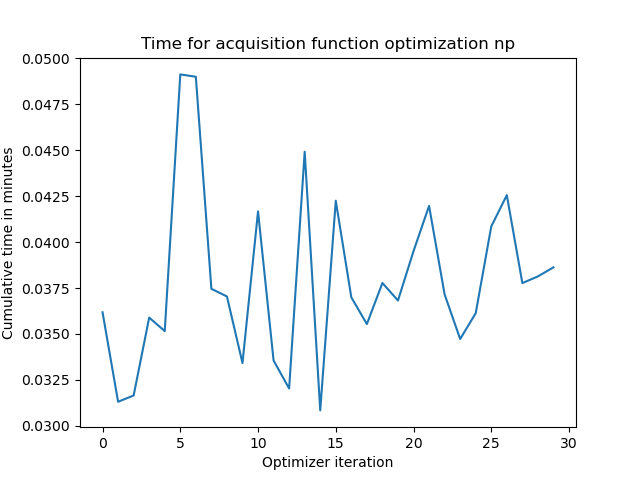 Time for acquisition function optimization np
Cumulative time in minutes
0.0500
0.0475
0.0450
0.0425
0.0400
0.0375
0.0350
0.0325
0.0300
0 5 10 15 20 25 30
Optimizer iteration